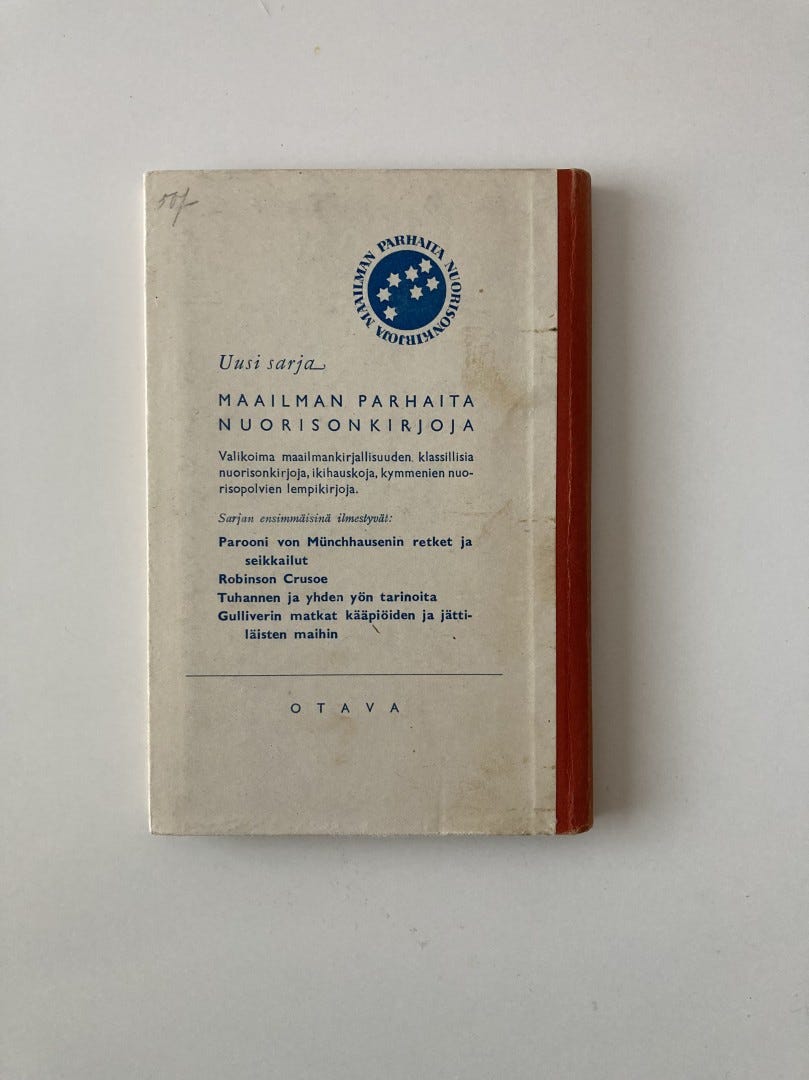 50/-
MAAILMAN PARHAITA NUORISONKIRJOJA
Uusi sarja
MAAILMAN PARHAITA
NUORISONKIRJOJA
Valikoima maailmankirjallisuuden klassillisia
nuorisonkirjoja, ikihauskoja, kymmenien nuo-
risopolvien lempikirjoja.
Sarjan ensimmäisinä ilmestyvät:
Parooni von Münchhausenin retket ja
seikkailut
Robinson Crusoe
Tuhannen ja yhden yön tarinoita
Gulliverin matkat kääpiöiden ja jätti-
läisten maihin
OTAVA